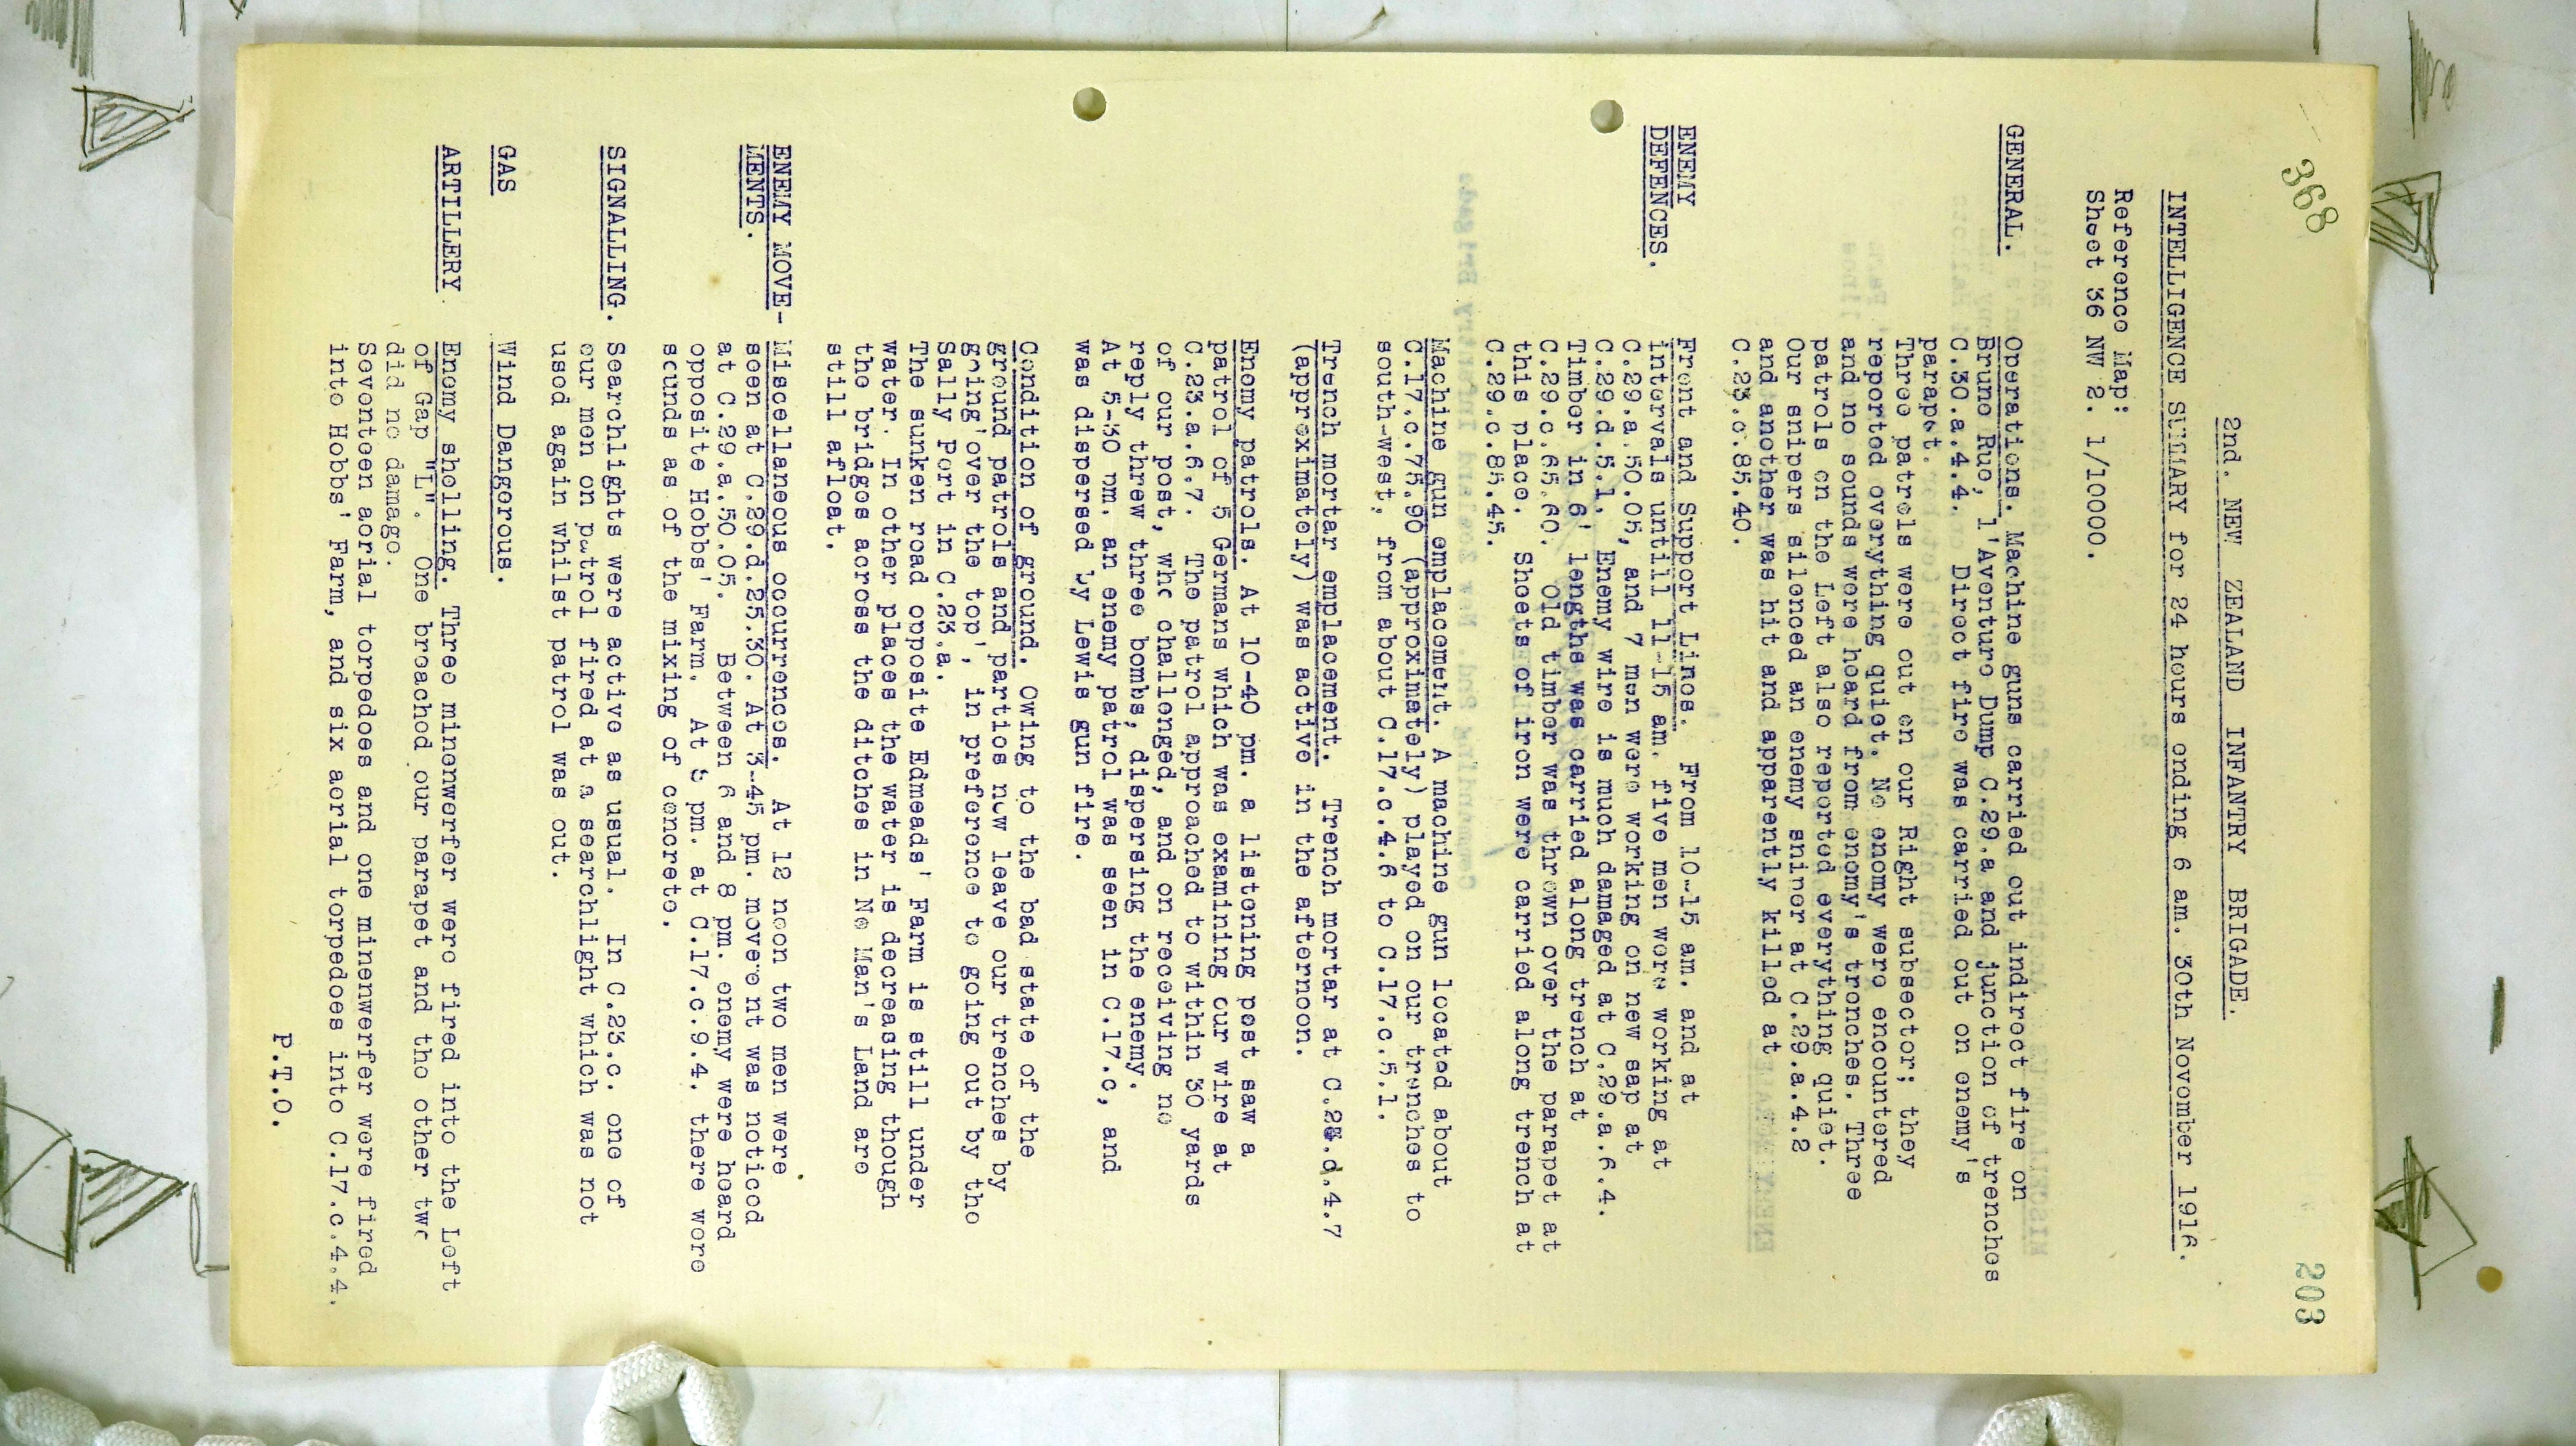 368
203
2nd. NEW ZEALAND INFANTRY BRIGADE.
INTELLIGENCE SUMMARY for 24 hours ending 6 am. 30th November 1916.
Reference Map:
Sheet 36 NW 2. 1/10000.
GENERAL. Operations. Machine guns carried out indirect fire on
Bruno Rue, l'Aventure Dump C.29.a and junction of trenches
C.30.a.4.4. Direct fire was carried out on enemy's
parapet.
Three patrols were out on our Right subsector; they
reported everything quiet. No enemy were encountered
and no sounds were heard from enemy's trenches. Three
patrols on the Left also reported everything quiet.
Our snipers silenced an enemy sniper at C.29.a.4.2
and another was hit and apparently killed at
C.23.c.85.40.
ENEMY
DEFENCES. Front and Support Lines. From 10-15 am. and at
intervals untill 11-15 am. five men were working at
C.29.a.50.05, and 7 men were working on new sap at
C.29.d.5.1. Enemy wire is much damaged at C.29.a.6.4.
Timber in 6' lengths was carried along trench at
C.29.c.65.60. Old timber was thrown over the parapet at
this place. Sheets of iron were carried along trench at
C.29.c.85.45.
Machine gun emplacement. A machine gun located about
C.17.c.75.90 (approximately) played on our trenches to
south-west, from about C.17.c.4.6 to C.17.c.5.1.
Trench mortar emplacement. Trench mortar at d.4.7
(approximately) was active in the afternoon.
Enemy patrols. At 10-40 pm. a listening post saw a
patrol of 5 Germans which was examining our wire at
C.23.a.6.7. The patrol approached to within 30 yards
of our post, who challenged, and on receiving no
reply threw three bombs, dispersing the enemy.
At 5-30 pm. an enemy patrol was seen in C.17.c, and
was dispersed by Lewis gun fire.
Condition of ground. Owing to the bad state of the
ground patrols and parties now leave our trenches by
going'over the top', in preference to going out by the
Sally Port in C.23.a.
The sunken road opposite Edmeads' Farm is still under
water. In other places the water is decreasing though
the bridges across the ditches in No Man's Land are
still afloat.
ENEMY MOVE-
MENTS. Miscellaneous occurrences. At 12 noon two men were
seen at C.29.d.25.30. At 3-45 pm. movement was noticed
at C.29.a.50.05. Between 6 and 8 pm. enemy were heard
opposite Hobbs' Farm. At pm. at C.17.c.9.4. there were
sounds as of the mixing of concrete.
SIGNALLING. Searchlights were active as usual. In C.23.c. one of
our men on patrol fired at a searchlight which was not
used again whilst patrol was out.
GAS Wind Dangerous.
ARTILLERY Enemy shelling. Three minenwerfer were fired into the Left
of Gap "L". One breached our parapet and the other two
did no damage.
Seventeen aerial torpedoes and one minenwerfer were fired
into Hobbs' Farm, and six aerial torpedoes into C.17.c.4.4.
P.T.O.